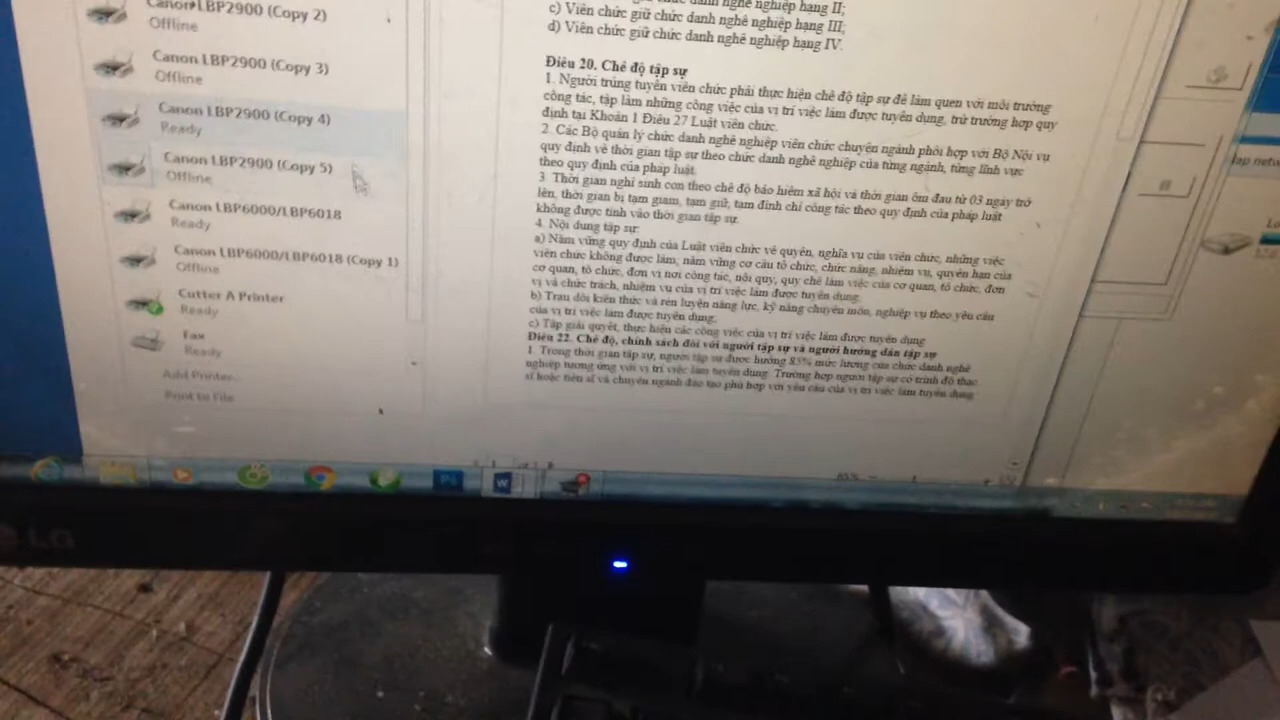 Canon LBP2900 (Copy 2)
Offline
Canon LBP2900 (Copy 3)
Offline
Canon LBP2900 (Copy 4)
Ready
Canon LBP2900 (Copy 5)
Offline
Canon LBP6000/LBP6018
Ready
Canon LBP6000/LBP6018 (Copy 1)
Offline
Cutter A Printer
Ready
Fax
Ready
Add Printer...
Print to File
danh nghề nghiệp hạng II;
c) Viên chức giữ chức danh nghề nghiệp hạng III;
d) Viên chức giữ chức danh nghề nghiệp hạng IV.
Điều 20. Chế độ tập sự
1. Người trúng tuyển viên chức phải thực hiện chế độ tập sự để làm quen với môi trường
công tác, tập làm những công việc của vị trí việc làm được tuyển dụng, trừ trường hợp quy
định tại Khoản 1 Điều 27 Luật viên chức.
2. Các Bộ quản lý chức danh nghề nghiệp viên chức chuyên ngành phối hợp với Bộ Nội vụ
quy định về thời gian tập sự theo chức danh nghề nghiệp của từng ngành, từng lĩnh vực
theo quy định của pháp luật.
3. Thời gian nghỉ sinh con theo chế độ bảo hiểm xã hội và thời gian ốm đau từ 03 ngày trở
lên, thời gian bị tạm giam, tạm giữ, tạm đình chỉ công tác theo quy định của pháp luật
không được tính vào thời gian tập sự.
4. Nội dung tập sự:
a) Nắm vững quy định của Luật viên chức về quyền, nghĩa vụ của viên chức, những việc
viên chức không được làm; nắm vững cơ cấu tổ chức, chức năng, nhiệm vụ, quyền hạn của
cơ quan, tổ chức, đơn vị nơi công tác, nội quy, quy chế làm việc của cơ quan, tổ chức, đơn
vị và chức trách, nhiệm vụ của vị trí việc làm được tuyển dụng;
b) Trau dồi kiến thức và rèn luyện năng lực, kỹ năng chuyên môn, nghiệp vụ theo yêu cầu
của vị trí việc làm được tuyển dụng;
c) Tập giải quyết, thực hiện các công việc của vị trí việc làm được tuyển dụng
Điều 22. Chế độ, chính sách đối với người tập sự và người hướng dẫn tập sự
1. Trong thời gian tập sự, người tập sự được hưởng 85% mức lương của chức danh nghề
nghiệp tương ứng với vị trí việc làm tuyển dụng. Trường hợp người tập sự có trình độ thạc
sĩ hoặc tiến sĩ và chuyên ngành đào tạo phù hợp với yêu cầu của vị trí việc làm tuyển dụng
85%
Ps
W
LG